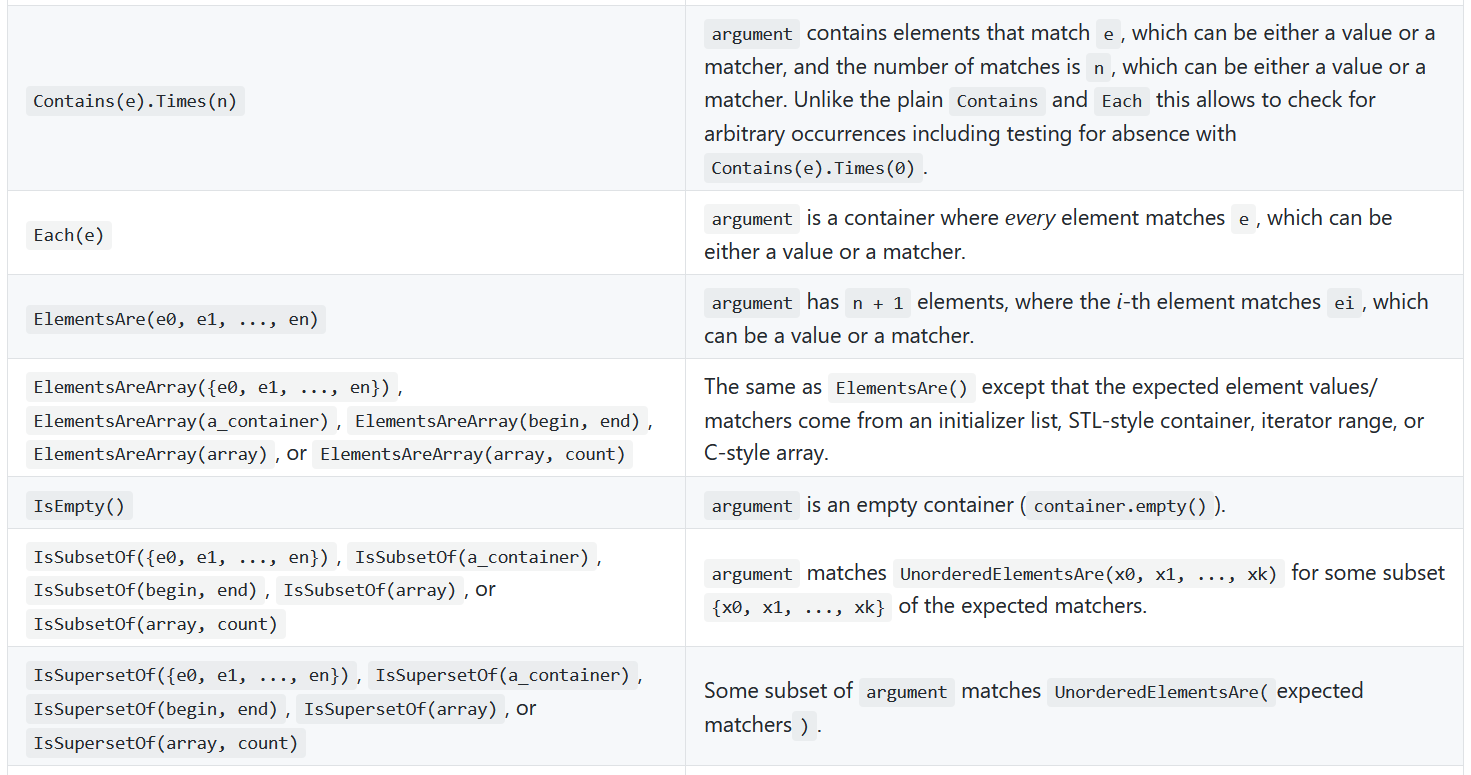 Contains(e).Times(n)
argument contains elements that match e, which can be either a value or a
matcher, and the number of matches is n, which can be either a value or a
matcher. Unlike the plain Contains and Each this allows to check for
arbitrary occurrences including testing for absence with
Contains(e).Times(0).
Each(e)
argument is a container where every element matches e, which can be
either a value or a matcher.
ElementsAre(e0, e1, ..., en)
argument has n + 1 elements, where the i-th element matches ei, which
can be a value or a matcher.
ElementsAreArray({e0, e1, ..., en}),
ElementsAreArray(a_container), ElementsAreArray(begin, end),
ElementsAreArray(array), or ElementsAreArray(array, count)
The same as ElementsAre() except that the expected element values/
matchers come from an initializer list, STL-style container, iterator range, or
C-style array.
IsEmpty()
argument is an empty container (container.empty()).
IsSubsetOf({e0, e1, ..., en}), IsSubsetOf(a_container),
IsSubsetOf(begin, end), IsSubsetOf(array), or
IsSubsetOf(array, count)
argument matches UnorderedElementsAre(x0, x1, ..., xk) for some subset
{x0, x1, ..., xk} of the expected matchers.
IsSupersetOf({e0, e1, ..., en}), IsSupersetOf(a_container),
IsSupersetOf(begin, end), IsSupersetOf(array), or
IsSupersetOf(array, count)
Some subset of argument matches UnorderedElementsAre(expected
matchers).